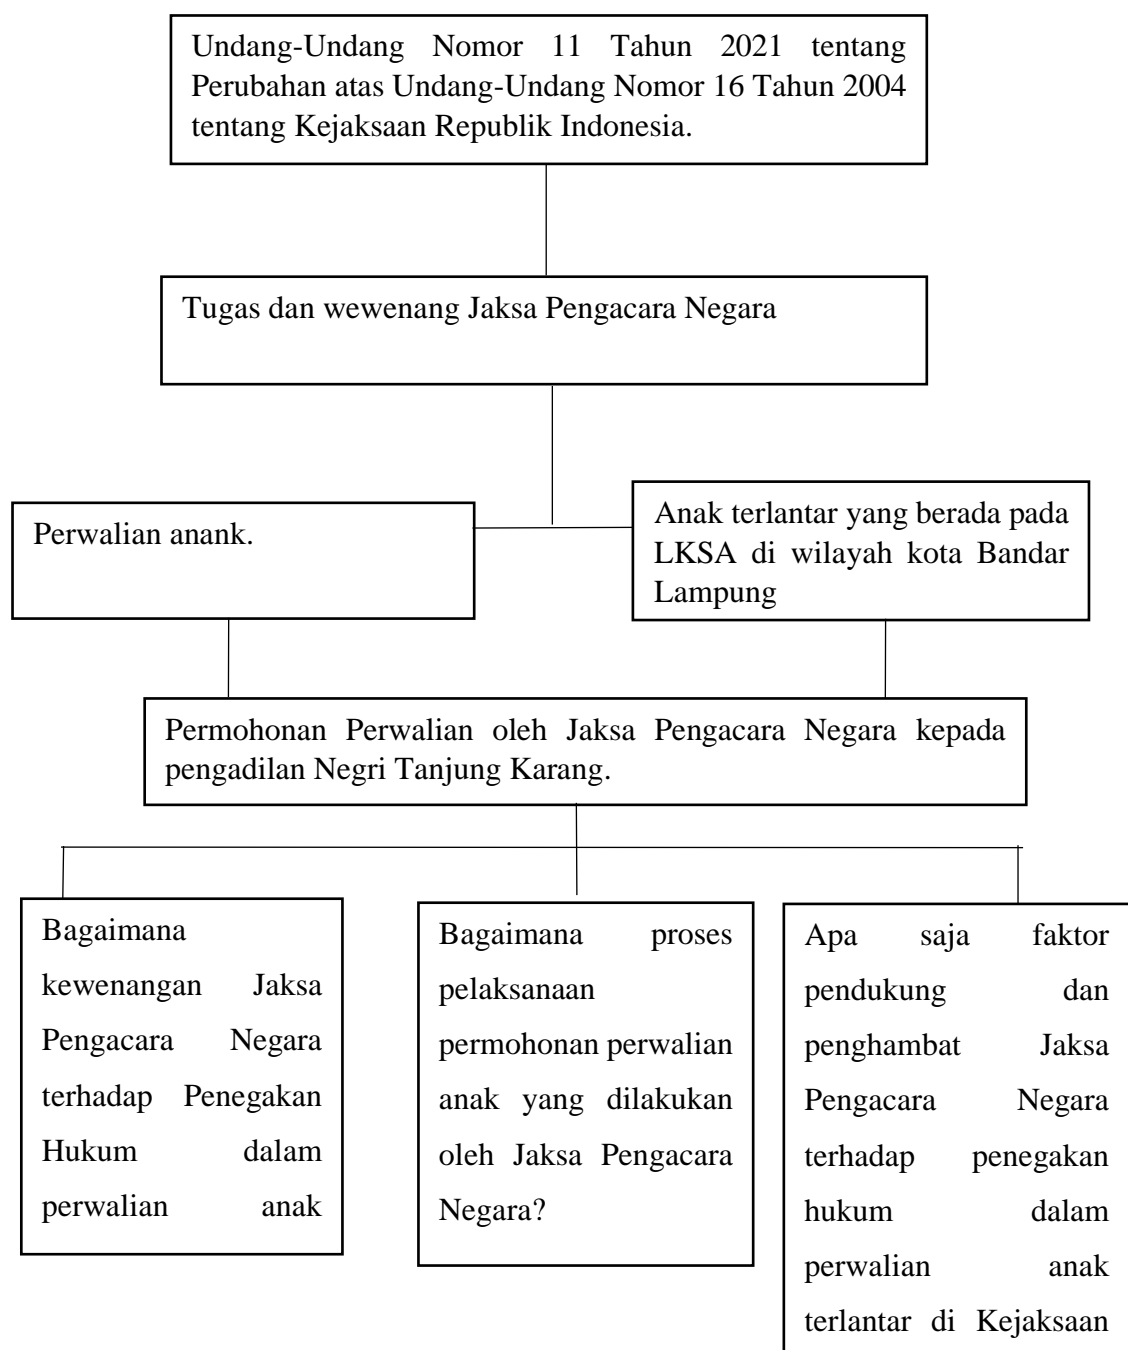 Undang-Undang Nomor 11 Tahun 2021 tentang
Perubahan atas Undang-Undang Nomor 16 Tahun 2004
tentang Kejaksaan Republik Indonesia.
Tugas dan wewenang Jaksa Pengacara Negara
Perwalian anank.
Anak terlantar yang berada pada
LKSA di wilayah kota Bandar
Lampung
Permohonan Perwalian oleh Jaksa Pengacara Negara kepada
pengadilan Negri Tanjung Karang.
Bagaimana
kewenangan Jaksa
Pengacara Negara
terhadap Penegakan
Hukum dalam
perwalian anak
Bagaimana proses
pelaksanaan
permohonan perwalian
anak yang dilakukan
oleh Jaksa Pengacara
Negara?
Apa saja faktor
pendukung dan
penghambat Jaksa
Pengacara Negara
terhadap penegakan
hukum dalam
perwalian anak
terlantar di Kejaksaan